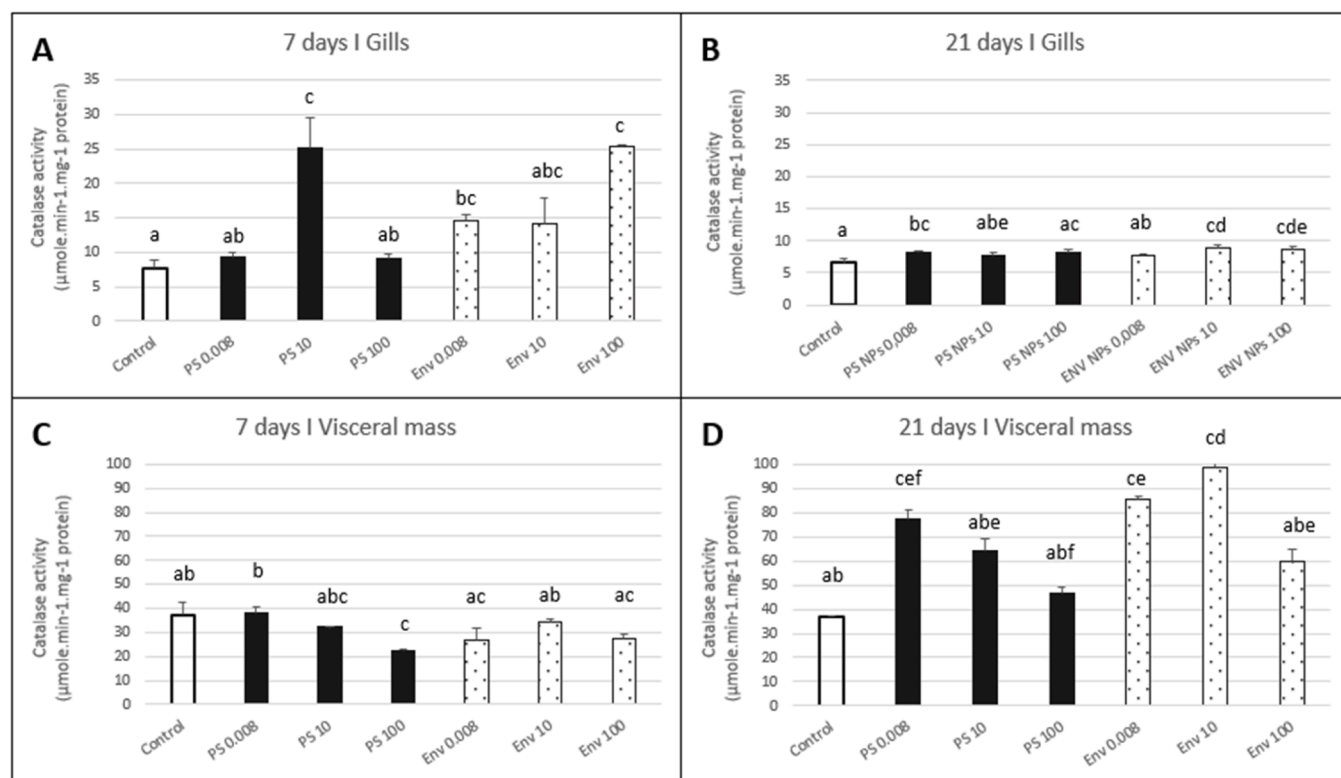 A
7 days I Gills
Catalase activity
(µmole.min-1.mg-1 protein)
35
30
25
20
15
10
5
0
a
ab
c
ab
bc
abc
c
Control
PS 0.008
PS 10
PS 100
Env 0.008
Env 10
Env 100
B
21 days I Gills
Catalase activity
(µmole.min-1.mg-1 protein)
35
30
25
20
15
10
5
0
a
bc
abe
ac
ab
cd
cde
Control
PS NPs 0,008
PS NPs 10
PS NPs 100
ENV NPs 0,008
ENV NPs 10
ENV NPs 100
C
7 days I Visceral mass
Catalase activity
(µmole.min-1.mg-1 protein)
100
90
80
70
60
50
40
30
20
10
0
ab
b
abc
c
ac
ab
ac
Control
PS 0.008
PS 10
PS 100
Env 0.008
Env 10
Env 100
D
21 days I Visceral mass
Catalase activity
(µmole.min-1.mg-1 protein)
100
90
80
70
60
50
40
30
20
10
0
ab
cef
abe
abf
ce
cd
abe
Control
PS 0.008
PS 10
PS 100
Env 0.008
Env 10
Env 100